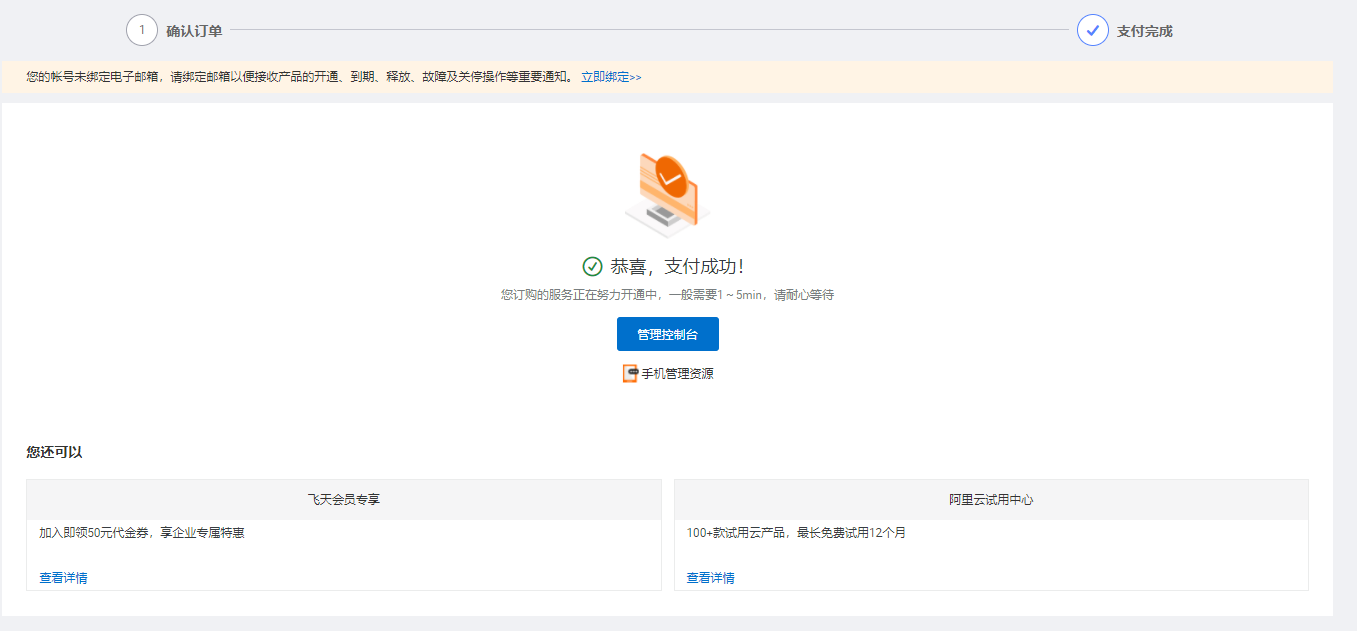 1 确认订单 支付完成
您的帐号未绑定电子邮箱，请绑定邮箱以便接收产品的开通、到期、释放、故障及关停操作等重要通知。 立即绑定>>
恭喜，支付成功！
您订购的服务正在努力开通中，一般需要1～5min，请耐心等待
管理控制台
手机管理资源
您还可以
飞天会员专享
加入即领50元代金券，享企业专属特惠
查看详情
阿里云试用中心
100+款试用云产品，最长免费试用12个月
查看详情